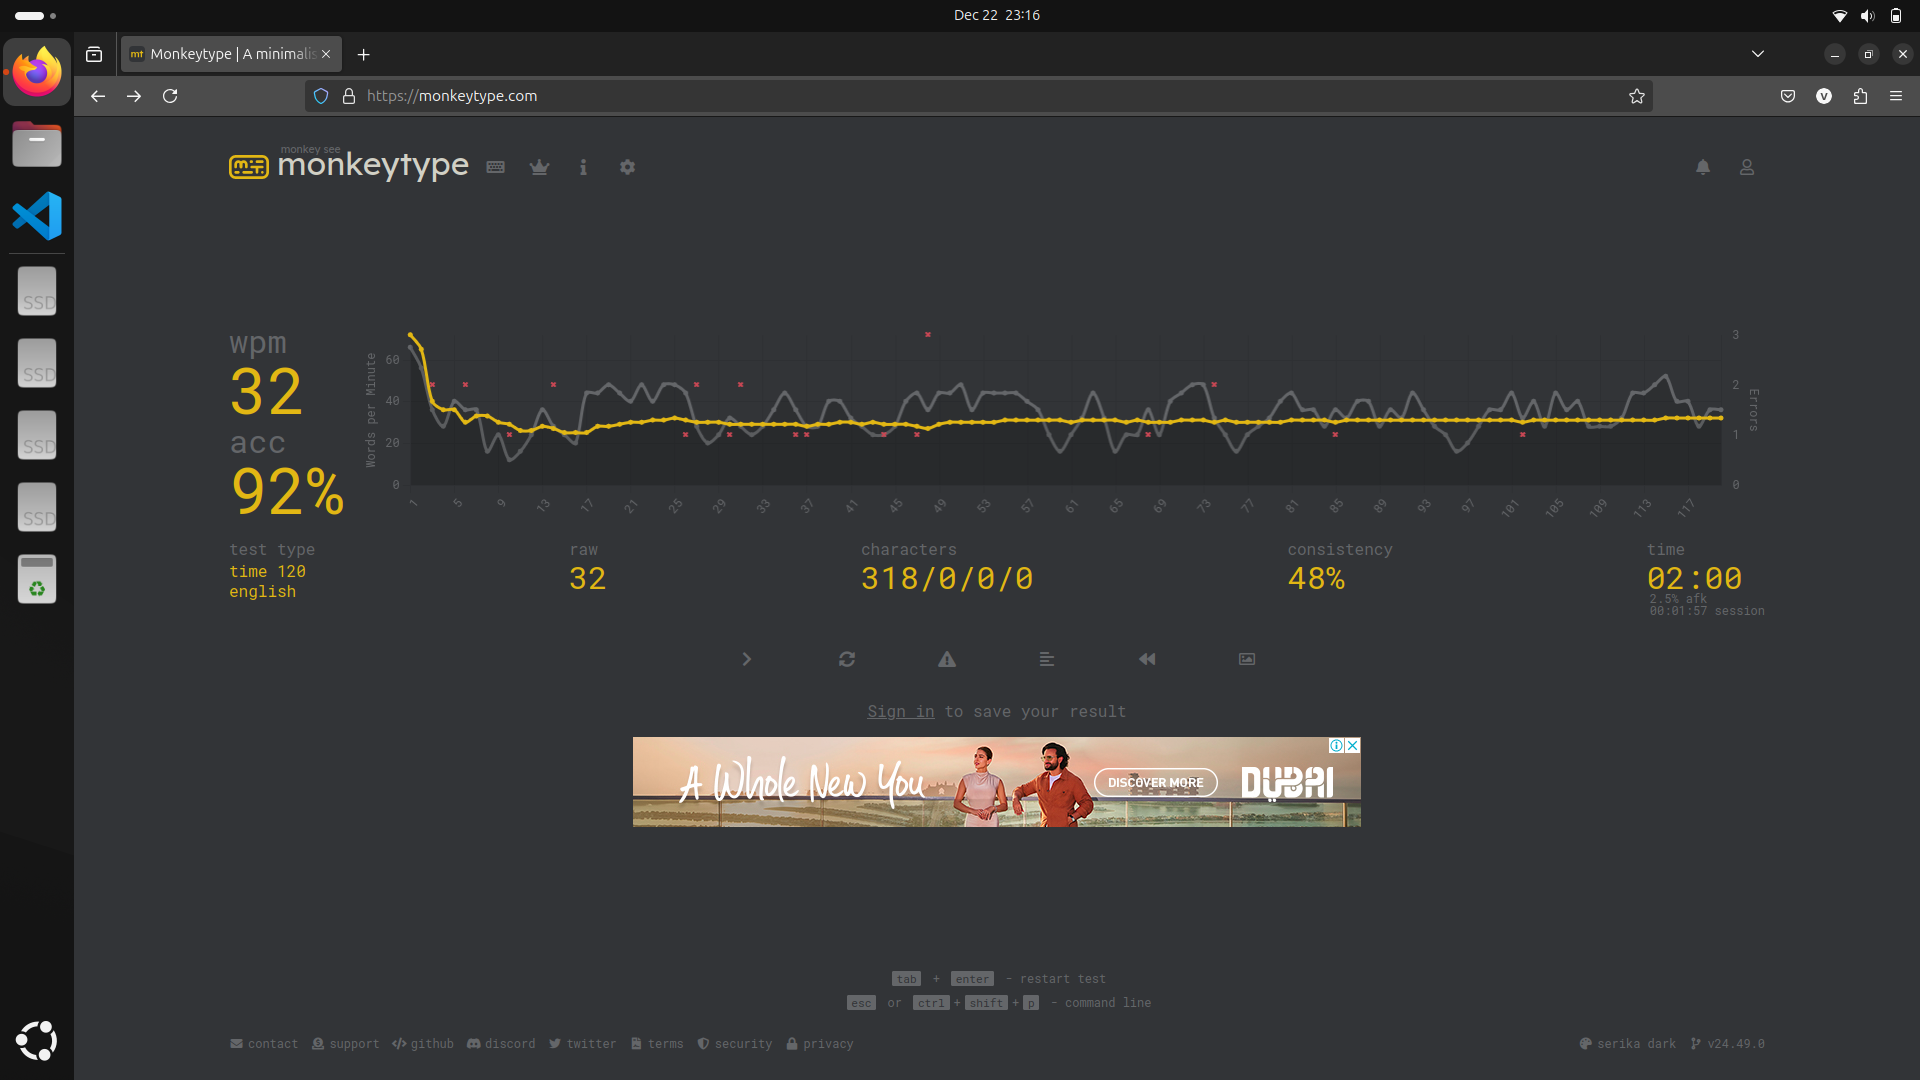 Dec 22 23:16
Monkeytype | A minimalis
https://monkeytype.com
monkey see
monkeytype
wpm
32
acc
92%
Words per Minute
60
40
20
0
3
2
1
0
Errors
1 5 9 13 17 21 25 29 33 37 41 45 49 53 57 61 65 69 73 77 81 85 89 93 97 101 105 109 113 117
test type
time 120
english
raw
32
characters
318/0/0/0
consistency
48%
time
02:00
2.5% afk
00:01:57 session
Sign in to save your result
A Whole New You
DISCOVER MORE
DUBAI
tab + enter - restart test
esc or ctrl + shift + p - command line
contact support github discord twitter terms security privacy
serika dark v24.49.0
SSD
SSD
SSD
SSD